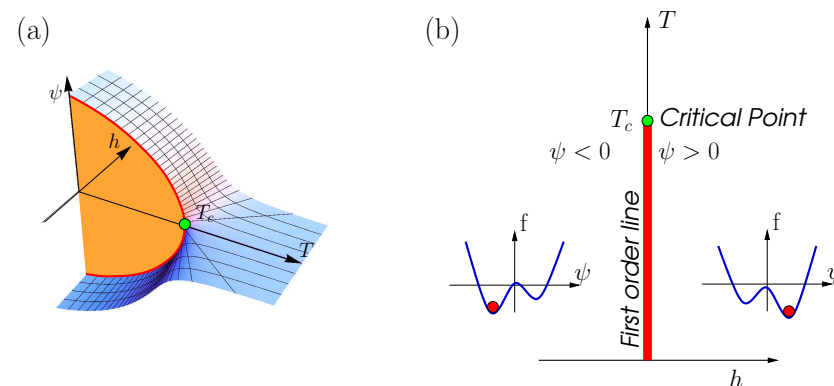 (a)
ψ
h
T_c
T
(b)
T
T_c
Critical Point
ψ < 0
ψ > 0
First order line
f
ψ
f
ψ
h